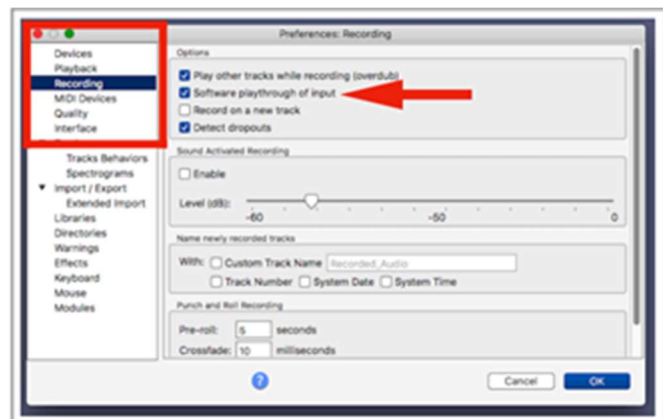 Preferences: Recording
Devices
Playback
Recording
MIDI Devices
Quality
Interface
Tracks Behaviors
Spectrograms
Import / Export
Extended Import
Libraries
Directories
Warnings
Effects
Keyboard
Mouse
Modules
Options
Play other tracks while recording (overdub)
Software playthrough of input
Record on a new track
Detect dropouts
Sound Activated Recording
Enable
Level (dB):
-60 -50 0
Name newly recorded tracks
With: Custom Track Name Recorded_Audio
Track Number System Date System Time
Punch and Roll Recording
Pre-roll: 5 seconds
Crossfade: 10 milliseconds
? Cancel OK